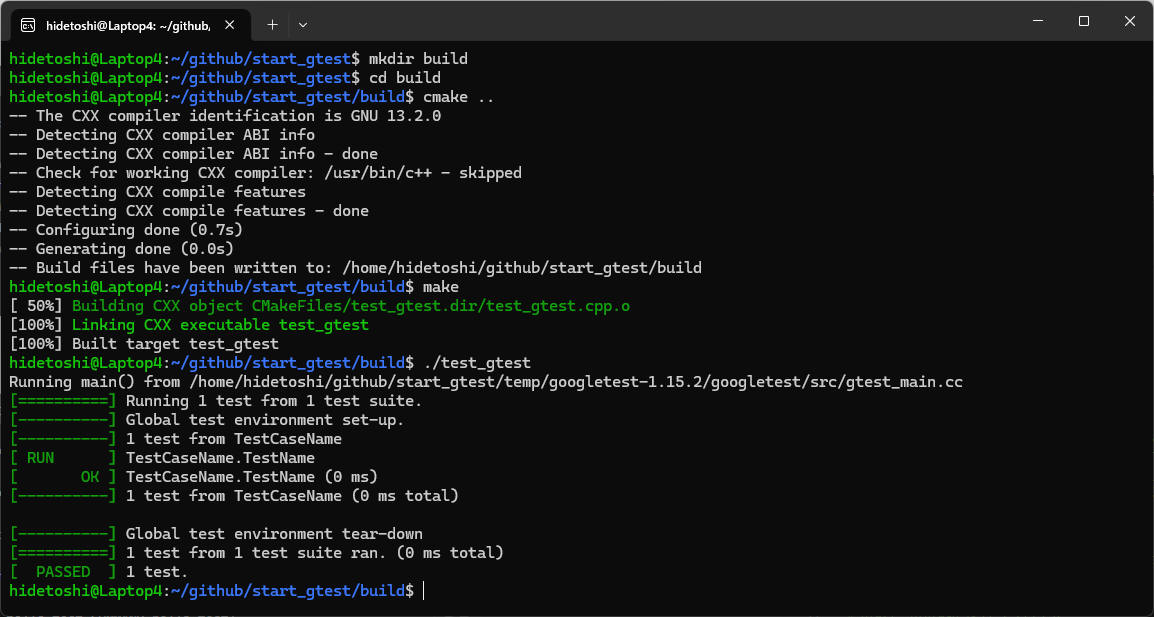 hidetoshi@Laptop4: ~/github,
hidetoshi@Laptop4:~/github/start_gtest$ mkdir build
hidetoshi@Laptop4:~/github/start_gtest$ cd build
hidetoshi@Laptop4:~/github/start_gtest/build$ cmake ..
-- The CXX compiler identification is GNU 13.2.0
-- Detecting CXX compiler ABI info
-- Detecting CXX compiler ABI info - done
-- Check for working CXX compiler: /usr/bin/c++ - skipped
-- Detecting CXX compile features
-- Detecting CXX compile features - done
-- Configuring done (0.7s)
-- Generating done (0.0s)
-- Build files have been written to: /home/hidetoshi/github/start_gtest/build
hidetoshi@Laptop4:~/github/start_gtest/build$ make
[ 50%] Building CXX object CMakeFiles/test_gtest.dir/test_gtest.cpp.o
[100%] Linking CXX executable test_gtest
[100%] Built target test_gtest
hidetoshi@Laptop4:~/github/start_gtest/build$ ./test_gtest
Running main() from /home/hidetoshi/github/start_gtest/temp/googletest-1.15.2/googletest/src/gtest_main.cc
[==========] Running 1 test from 1 test suite.
[----------] Global test environment set-up.
[----------] 1 test from TestCaseName
[ RUN      ] TestCaseName.TestName
[       OK ] TestCaseName.TestName (0 ms)
[----------] 1 test from TestCaseName (0 ms total)
[----------] Global test environment tear-down
[==========] 1 test from 1 test suite ran. (0 ms total)
[  PASSED  ] 1 test.
hidetoshi@Laptop4:~/github/start_gtest/build$